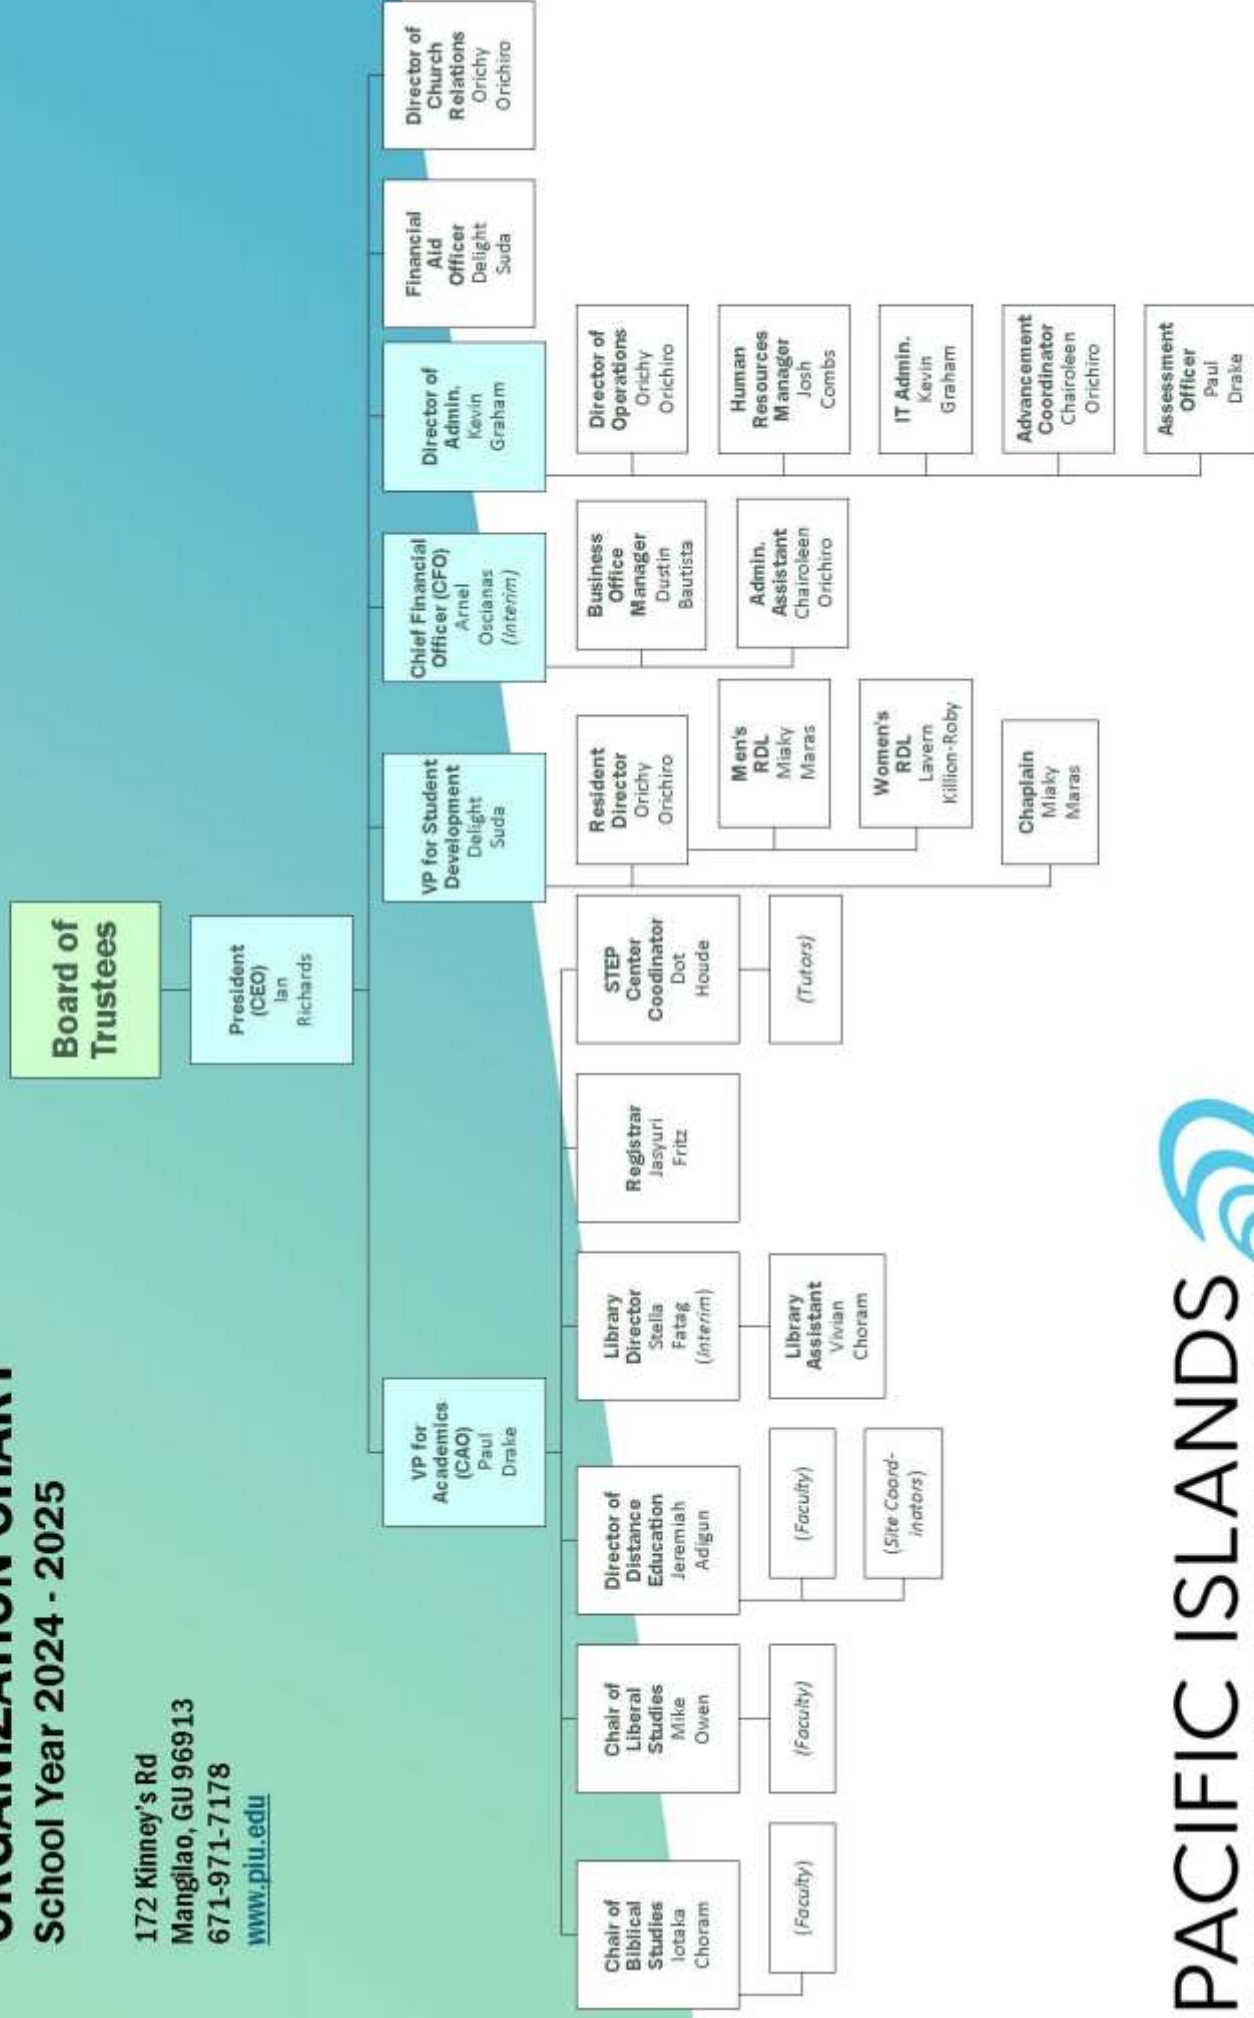 ORGANIZATION CHART
School Year 2024 - 2025
172 Kinney's Rd
Mangilao, GU 96913
671-971-7178
www.piu.edu
Board of
Trustees
President
(CEO)
Ian
Richards
VP for
Academics
(CAO)
Paul
Drake
VP for Student
Development
Delight
Suda
Chief Financial
Officer (CFO)
Arnel
Oscianas
(Interim)
Director of
Admin.
Kevin
Graham
Financial
Aid
Officer
Delight
Suda
Director of
Church
Relations
Orichy
Orichiro
Chair of
Biblical
Studies
Iotaka
Choram
(Faculty)
Chair of
Liberal
Studies
Mike
Owen
(Faculty)
Director of
Distance
Education
Jeremiah
Adigun
(Faculty)
(Site Coord-
inators)
Library
Director
Stella
Fatag
(Interim)
Library
Assistant
Vivian
Choram
Registrar
Jasyuri
Fritz
STEP
Center
Coodinator
Dot
Houde
(Tutors)
Resident
Director
Orichy
Orichiro
Men's
RDL
Miaky
Maras
Women's
RDL
Lavern
Killion-Roby
Chaplain
Miaky
Maras
Business
Office
Manager
Dustin
Bautista
Admin.
Assistant
Chairoleen
Orichiro
Director of
Operations
Orichy
Orichiro
Human
Resources
Manager
Josh
Combs
IT Admin.
Kevin
Graham
Advancement
Coordinator
Chairoleen
Orichiro
Assessment
Officer
Paul
Drake
PACIFIC ISLANDS